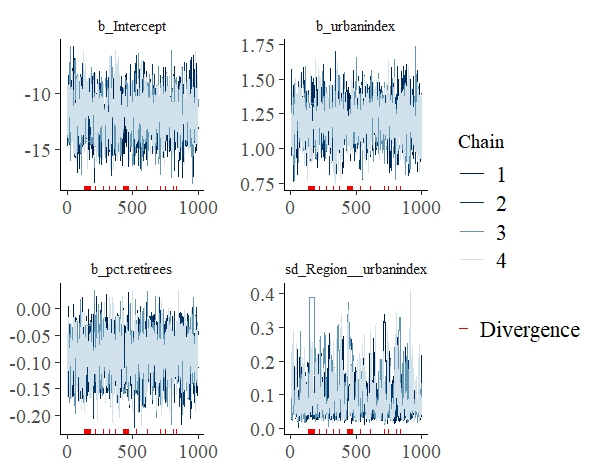 b_Intercept
-10
-15
0 500 1000
b_urbanindex
1.75
1.50
1.25
1.00
0.75
0 500 1000
b_pct.retirees
0.00
-0.05
-0.10
-0.15
-0.20
0 500 1000
sd_Region__urbanindex
0.4
0.3
0.2
0.1
0.0
0 500 1000
Chain
1
2
3
4
Divergence